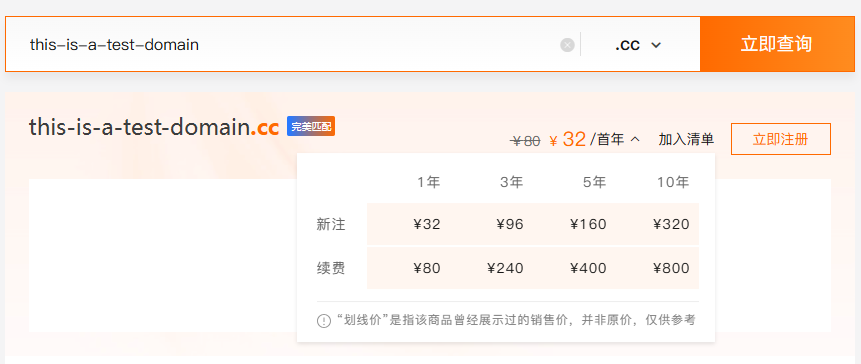 this-is-a-test-domain .cc 立即查询
this-is-a-test-domain.cc 完美匹配
¥80 ¥ 32 /首年 加入清单 立即注册
1年 3年 5年 10年
新注 ¥32 ¥96 ¥160 ¥320
续费 ¥80 ¥240 ¥400 ¥800
“划线价”是指该商品曾经展示过的销售价，并非原价，仅供参考